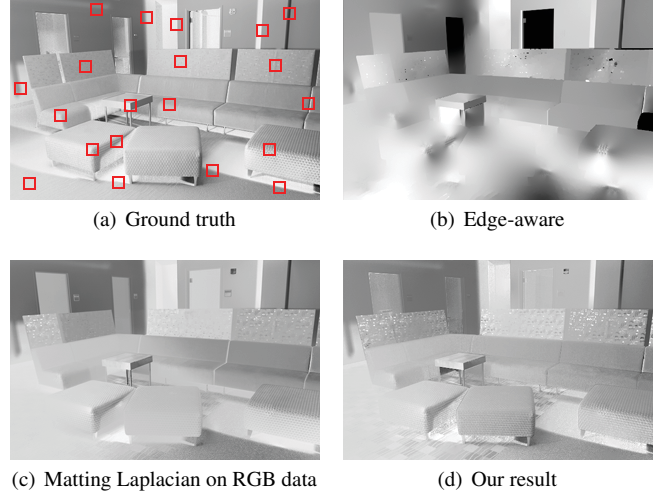 (a) Ground truth
(b) Edge-aware
(c) Matting Laplacian on RGB data
(d) Our result